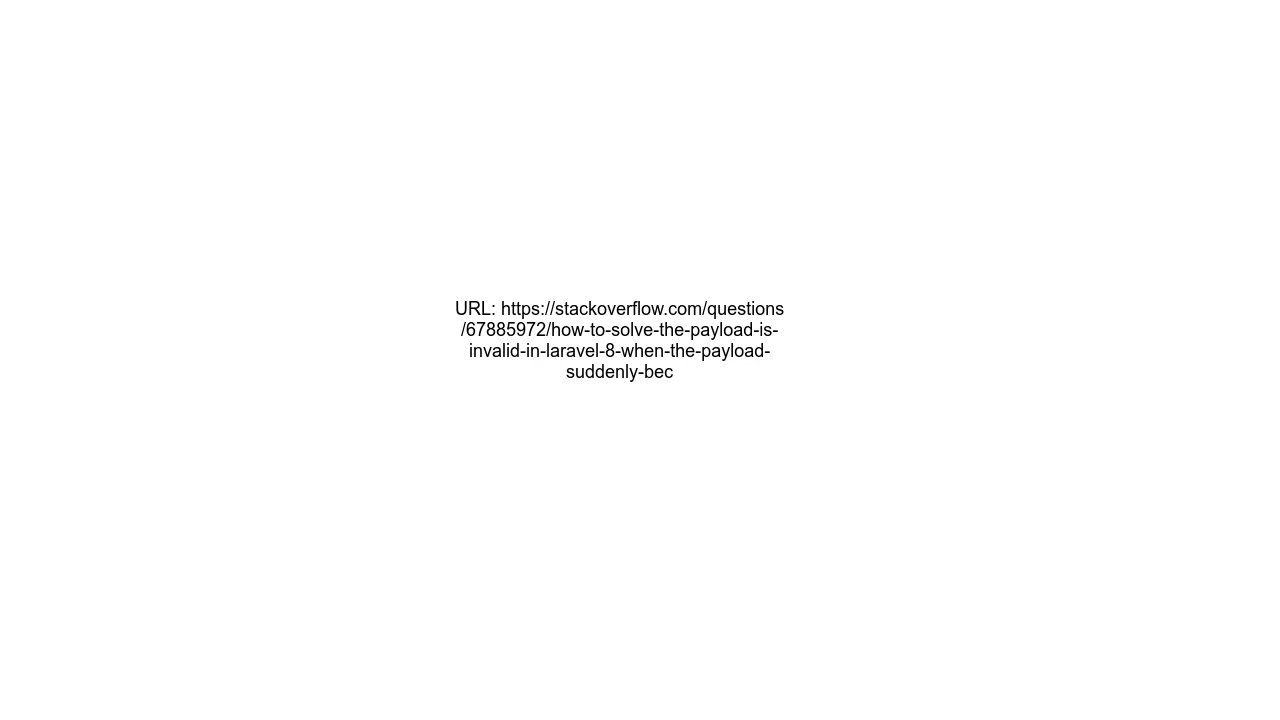 URL: https://stackoverflow.com/questions
/67885972/how-to-solve-the-payload-is-
invalid-in-laravel-8-when-the-payload-
suddenly-bec